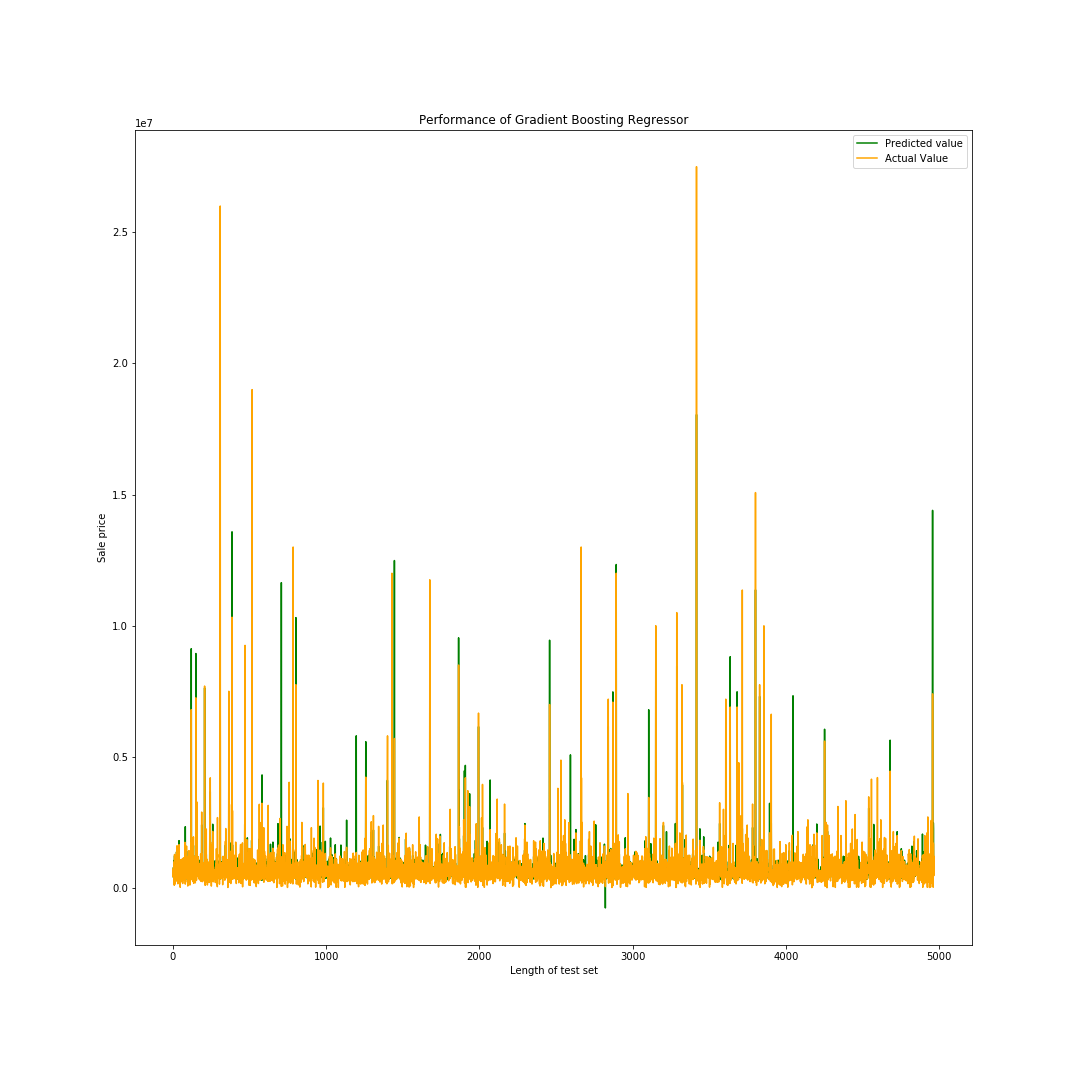 Performance of Gradient Boosting Regressor
1e7
Predicted value
Actual Value
2.5
2.0
1.5
1.0
0.5
0.0
Sale price
0 1000 2000 3000 4000 5000
Length of test set